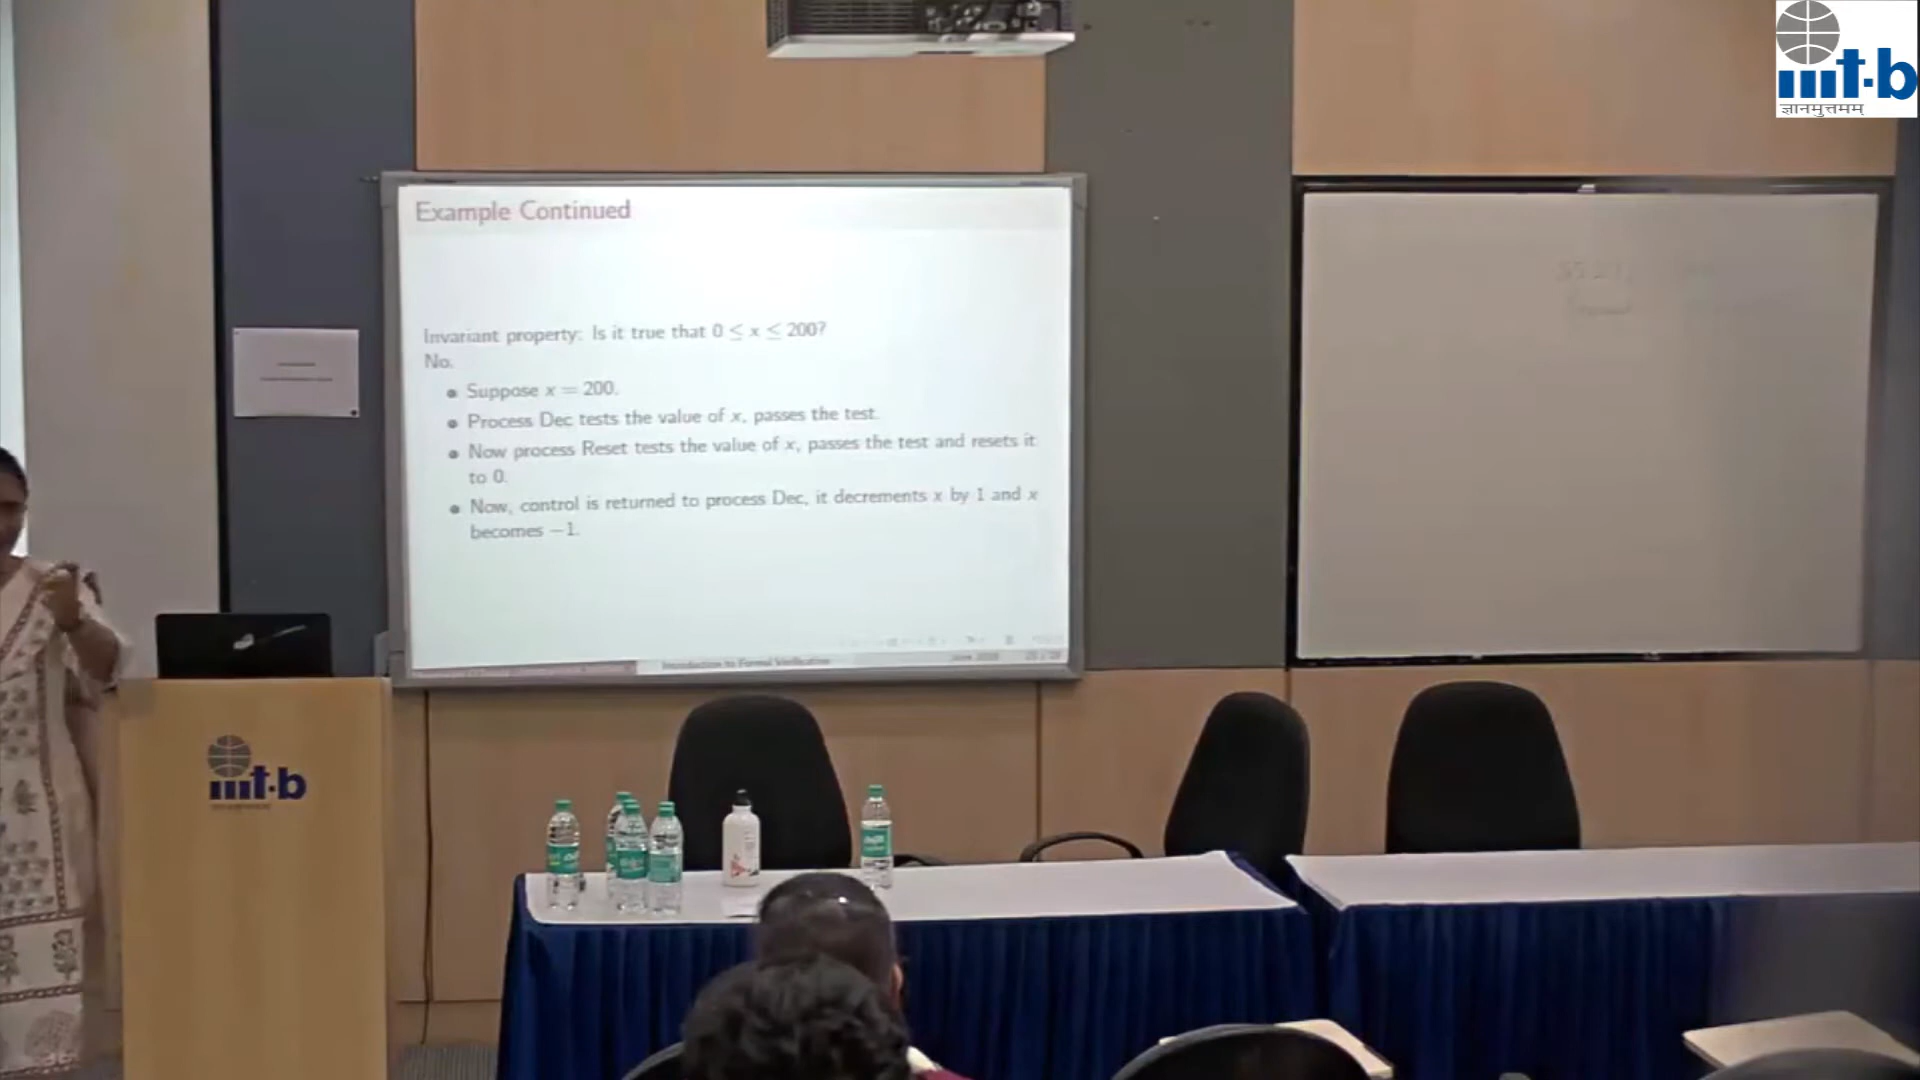 iiit-b
ज्ञानमुत्तमम्
Example Continued
Invariant property: Is it true that 0 ≤ x ≤ 200?
No.
• Suppose x = 200.
• Process Dec tests the value of x, passes the test.
• Now process Reset tests the value of x, passes the test and resets it
to 0.
• Now, control is returned to process Dec, it decrements x by 1 and x
becomes −1.
Introduction to Formal Verification
iiit-b